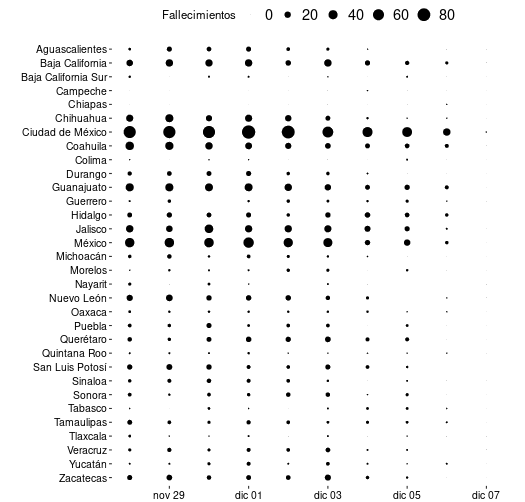 Fallecimientos 0 20 40 60 80
Aguascalientes
Baja California
Baja California Sur
Campeche
Chiapas
Chihuahua
Ciudad de México
Coahuila
Colima
Durango
Guanajuato
Guerrero
Hidalgo
Jalisco
México
Michoacán
Morelos
Nayarit
Nuevo León
Oaxaca
Puebla
Querétaro
Quintana Roo
San Luis Potosí
Sinaloa
Sonora
Tabasco
Tamaulipas
Tlaxcala
Veracruz
Yucatán
Zacatecas
nov 29 dic 01 dic 03 dic 05 dic 07